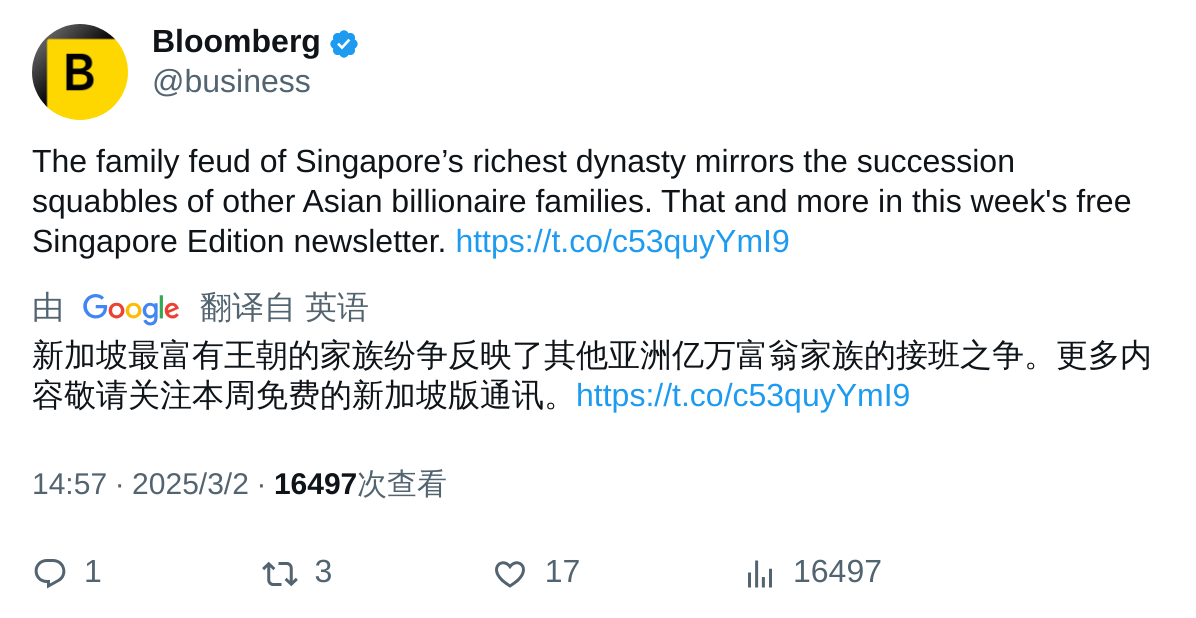 B
Bloomberg
@business
The family feud of Singapore’s richest dynasty mirrors the succession
squabbles of other Asian billionaire families. That and more in this week's free
Singapore Edition newsletter. https://t.co/c53quyYmI9
由 Google 翻译自 英语
新加坡最富有王朝的家族纷争反映了其他亚洲亿万富翁家族的接班之争。更多内
容敬请关注本周免费的新加坡版通讯。https://t.co/c53quyYmI9
14:57 · 2025/3/2 · 16497次查看
1 3 17 16497